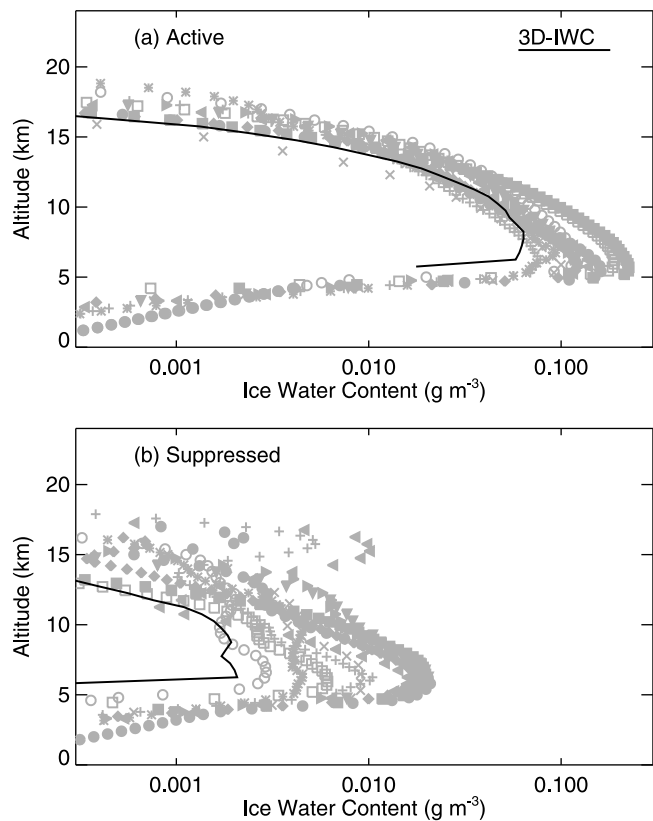 (a) Active
3D-IWC
20
15
10
5
0
Altitude (km)
0.001 0.010 0.100
Ice Water Content (g m⁻³)
(b) Suppressed
20
15
10
5
0
Altitude (km)
0.001 0.010 0.100
Ice Water Content (g m⁻³)